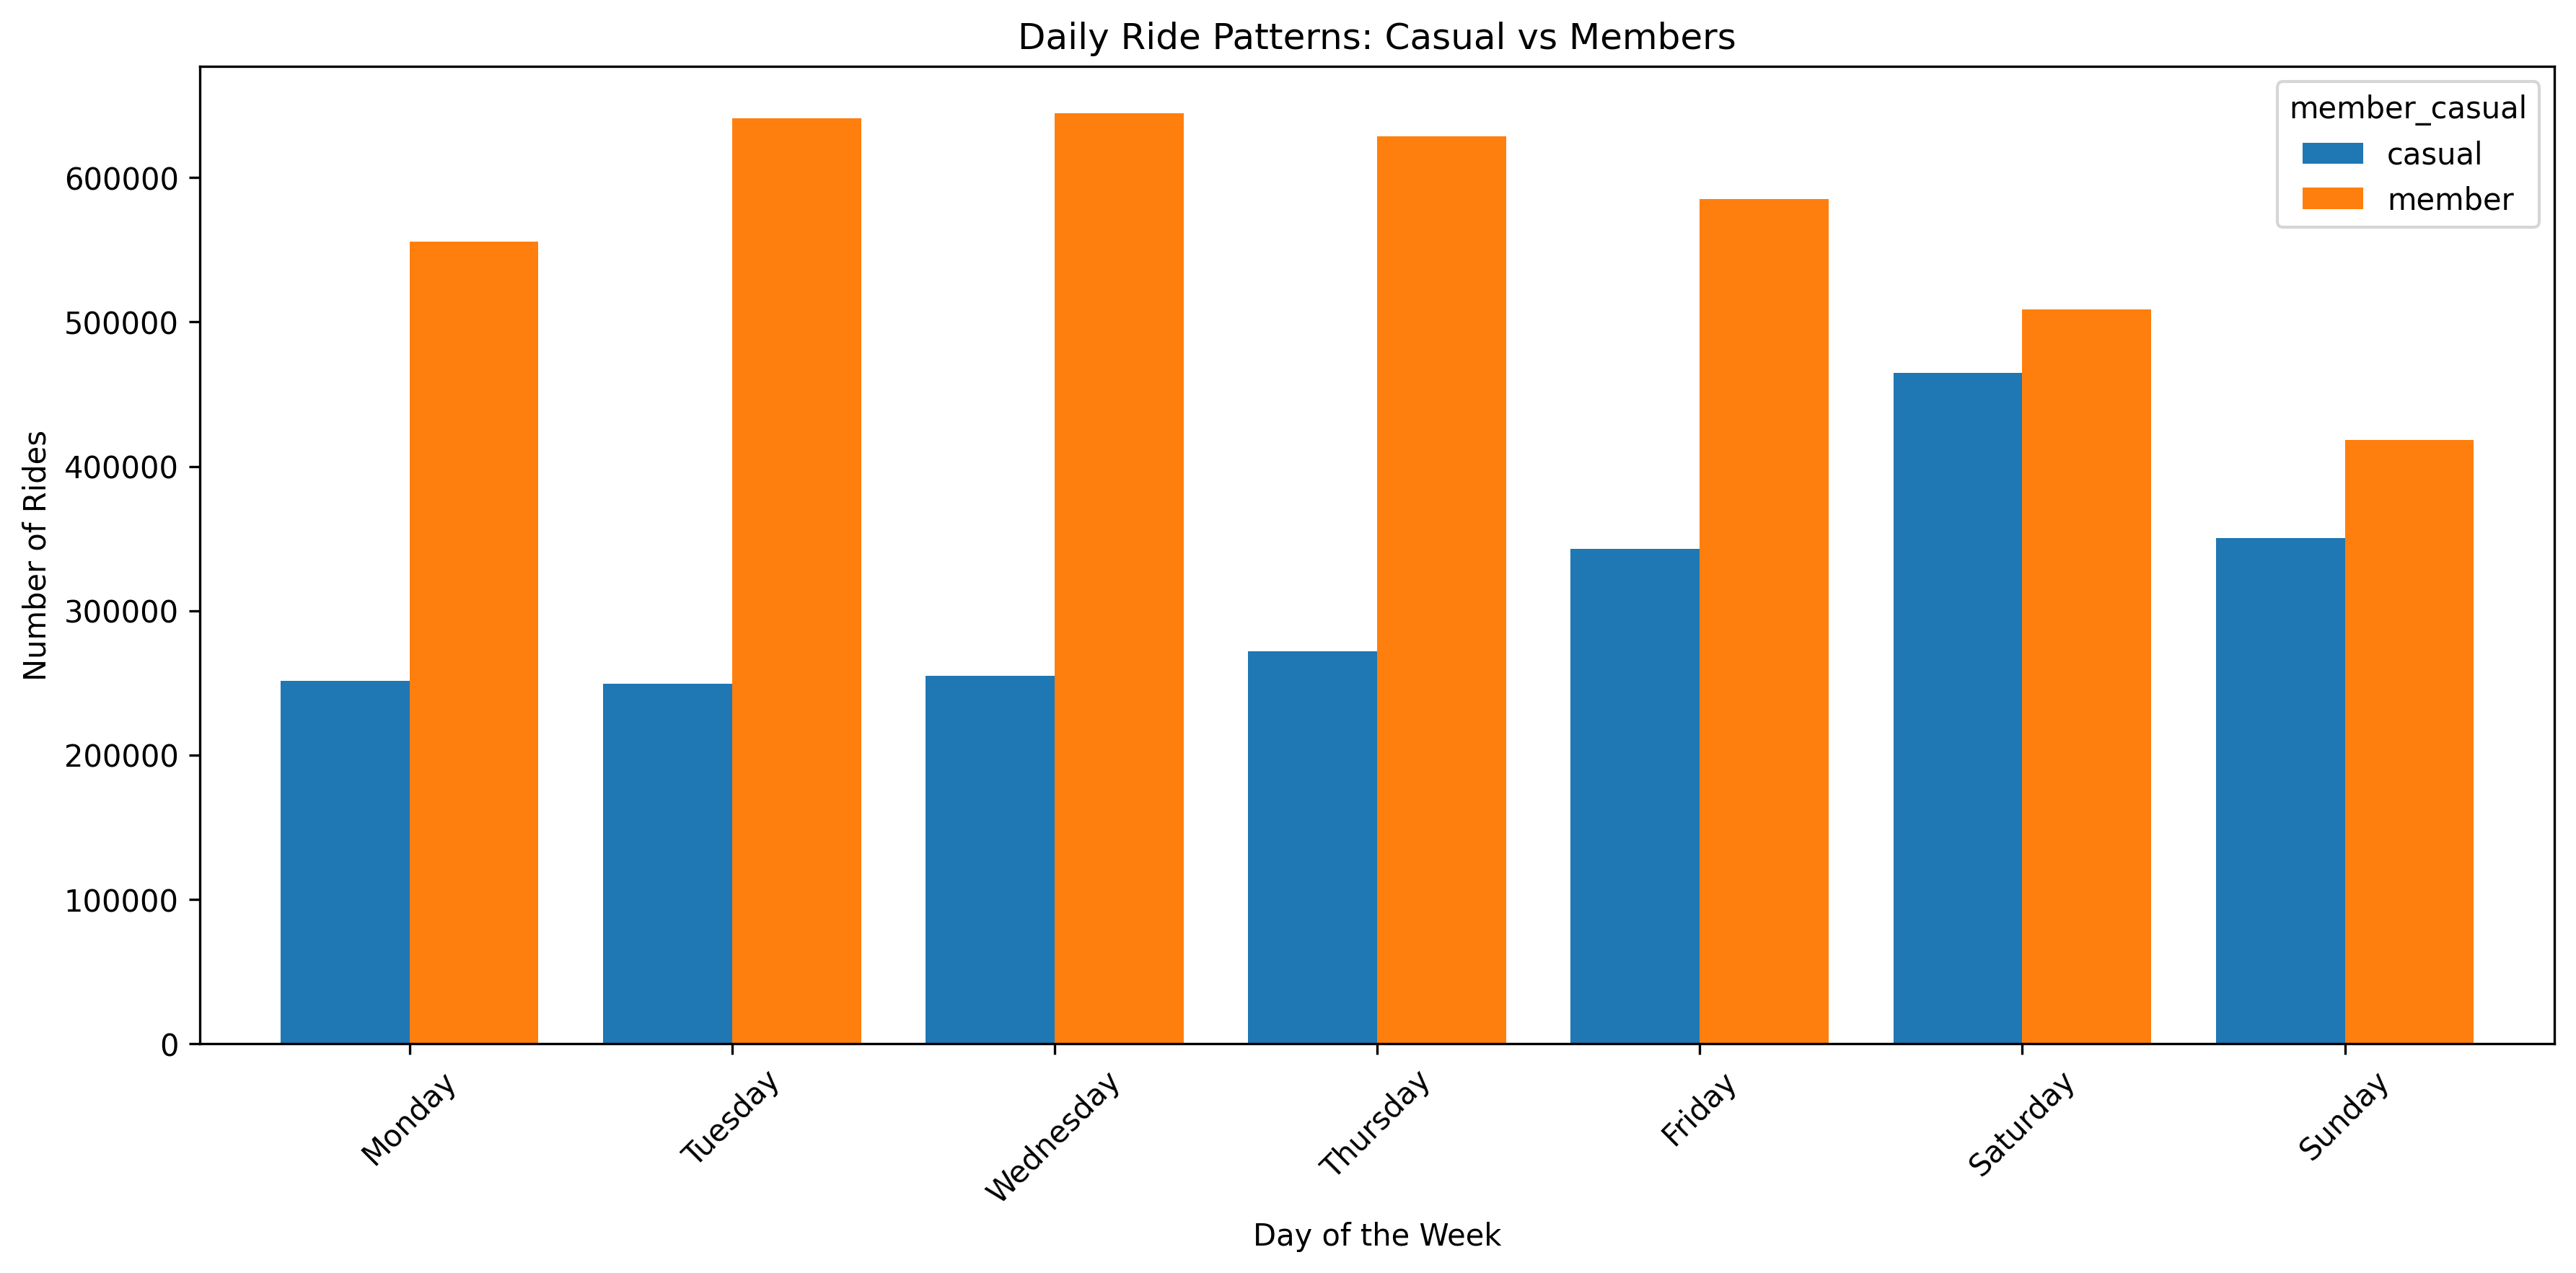 Daily Ride Patterns: Casual vs Members
member_casual
casual
member
Number of Rides
600000
500000
400000
300000
200000
100000
0
Monday
Tuesday
Wednesday
Thursday
Friday
Saturday
Sunday
Day of the Week